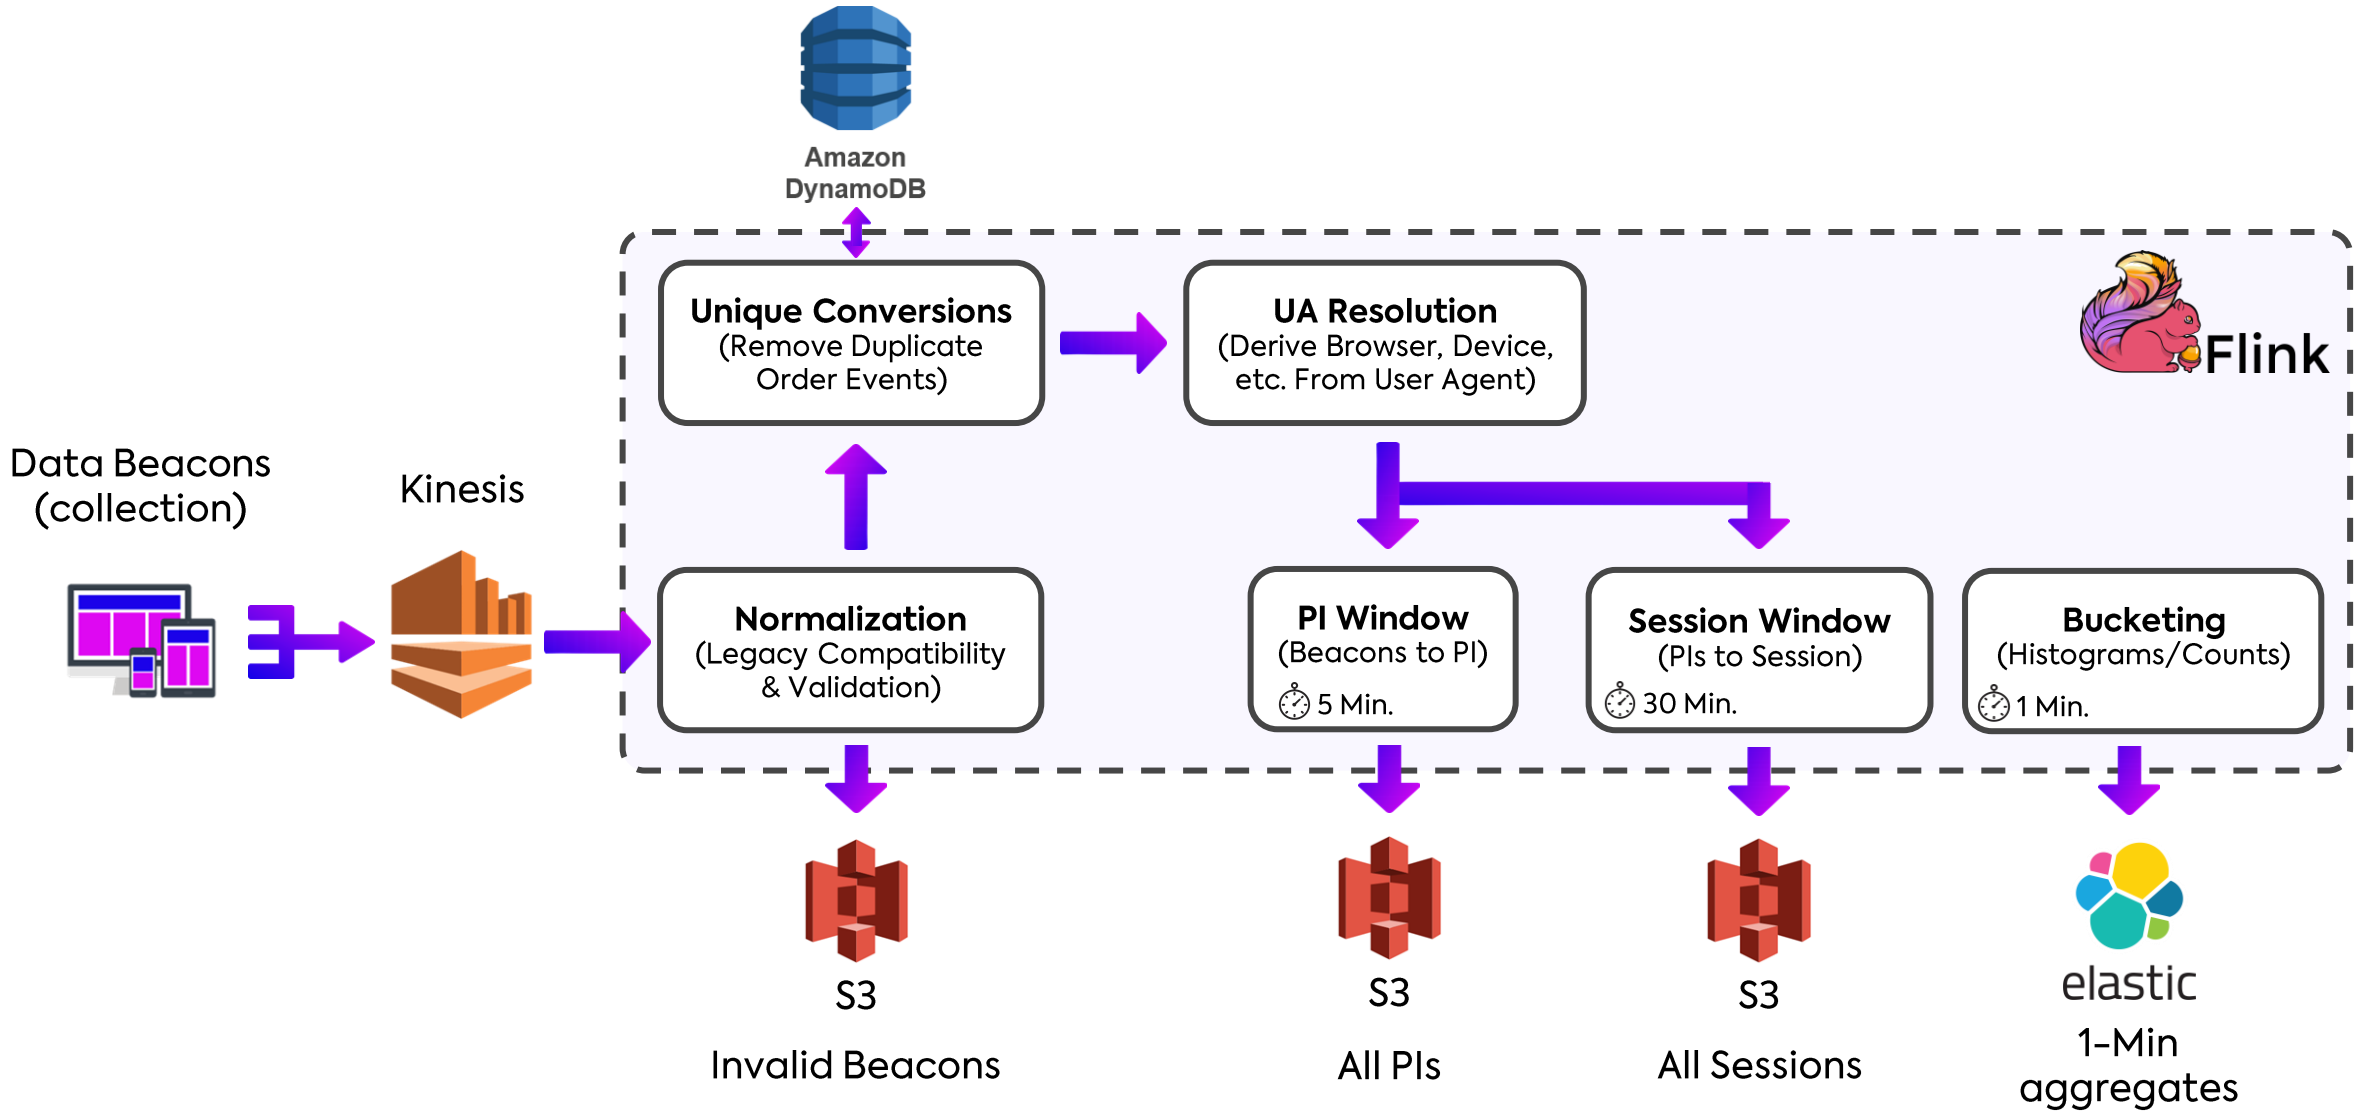 Amazon
DynamoDB
Unique Conversions
(Remove Duplicate
Order Events)
UA Resolution
(Derive Browser, Device,
etc. From User Agent)
Flink
Data Beacons
(collection)
Kinesis
Normalization
(Legacy Compatibility
& Validation)
PI Window
(Beacons to PI)
5 Min.
Session Window
(PIs to Session)
30 Min.
Bucketing
(Histograms/Counts)
1 Min.
S3
Invalid Beacons
S3
All PIs
S3
All Sessions
elastic
1-Min
aggregates